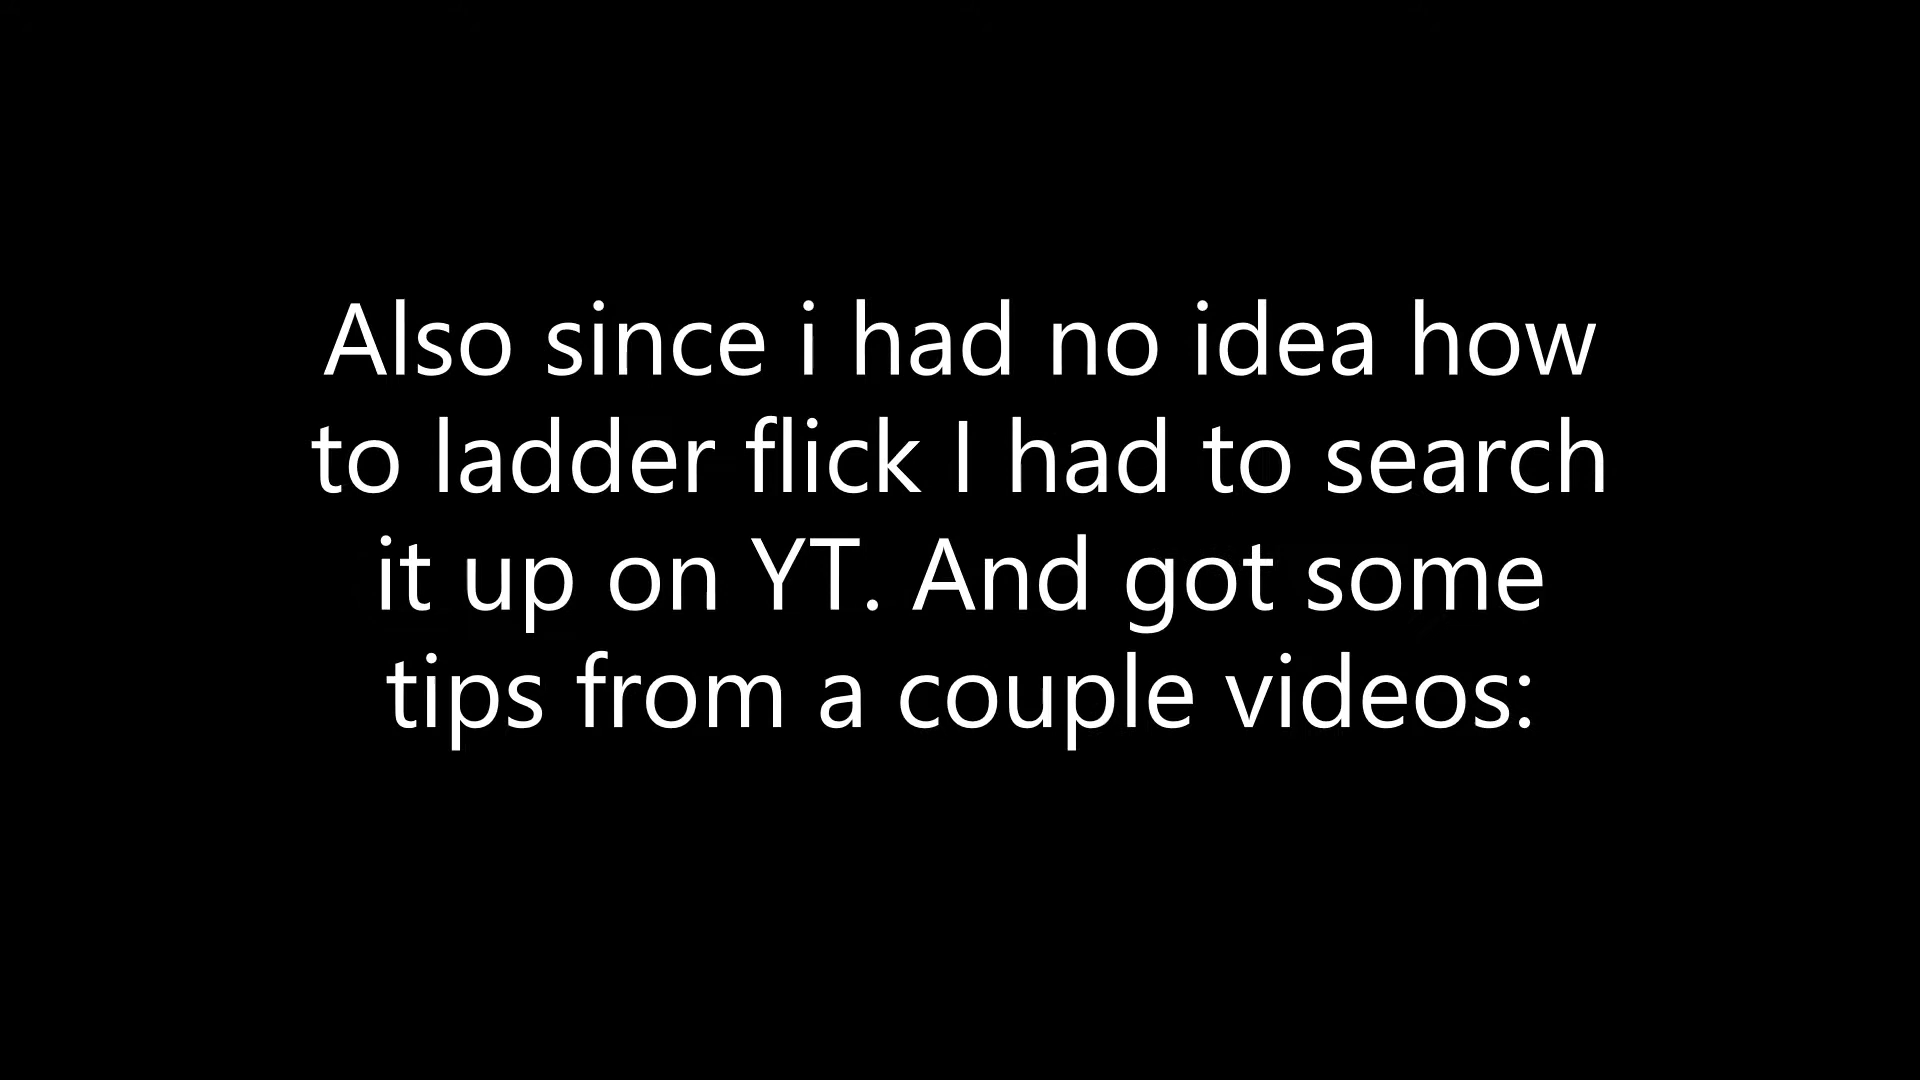 Also since i had no idea how
to ladder flick I had to search
it up on YT. And got some
tips from a couple videos: